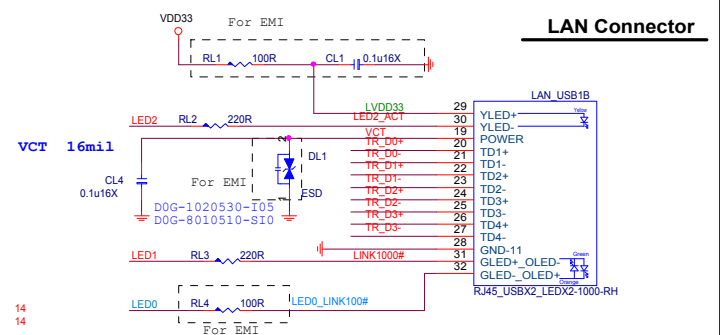 VDD33
For EMI
LAN Connector
RL1
100R
CL1
0.1u16X
LAN_USB1B
LVDD33
29
YLED+
Yellow
LED2
RL2
220R
LED2_ACT
30
YLED-
VCT
19
POWER
VCT 16mil
2
TR_D0+
20
TD1+
DL1
TR_D0-
21
TD1-
TR_D1+
22
TD2+
CL4
For EMI
TR_D1-
23
TD2-
0.1u16X
1
ESD
TR_D2+
24
TD3+
D0G-1020530-I05
TR_D2-
25
TD3-
D0G-8010510-SI0
TR_D3+
26
TD4+
TR_D3-
27
TD4-
28
GND-11
LED1
RL3
220R
LINK1000#
31
GLED+_OLED-
Green
32
GLED-_OLED+
Orange
RJ45_USBX2_LEDX2-1000-RH
LED0
RL4
100R
LED0_LINK100#
14
14
For EMI